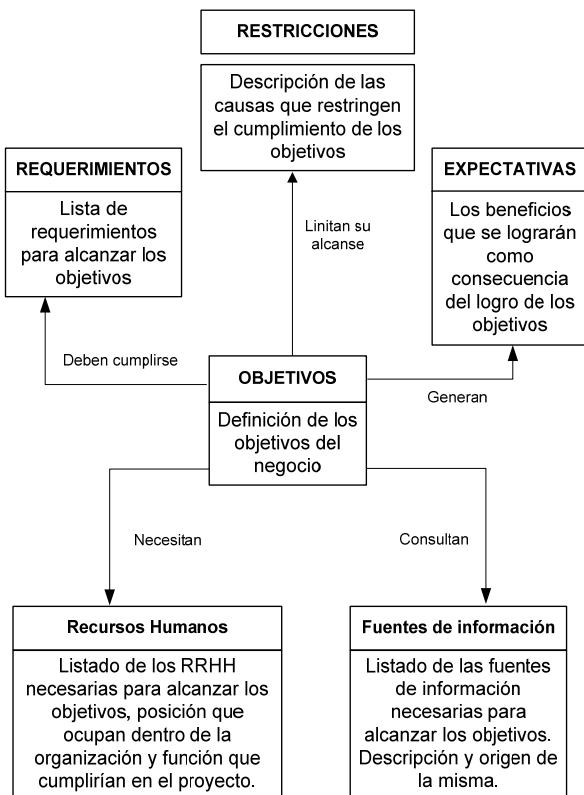 RESTRICCIONES
Descripción de las
causas que restringen
el cumplimiento de los
objetivos
REQUERIMIENTOS
Lista de
requerimientos
para alcanzar los
objetivos
EXPECTATIVAS
Los beneficios
que se lograrán
como
consecuencia
del logro de los
objetivos
Linitan su
alcanse
Deben cumplirse
OBJETIVOS
Definición de los
objetivos del
negocio
Generan
Necesitan
Consultan
Recursos Humanos
Listado de los RRHH
necesarias para alcanzar los
objetivos, posición que
ocupan dentro de la
organización y función que
cumplirían en el proyecto.
Fuentes de información
Listado de las fuentes
de información
necesarias para
alcanzar los objetivos.
Descripción y origen de
la misma.